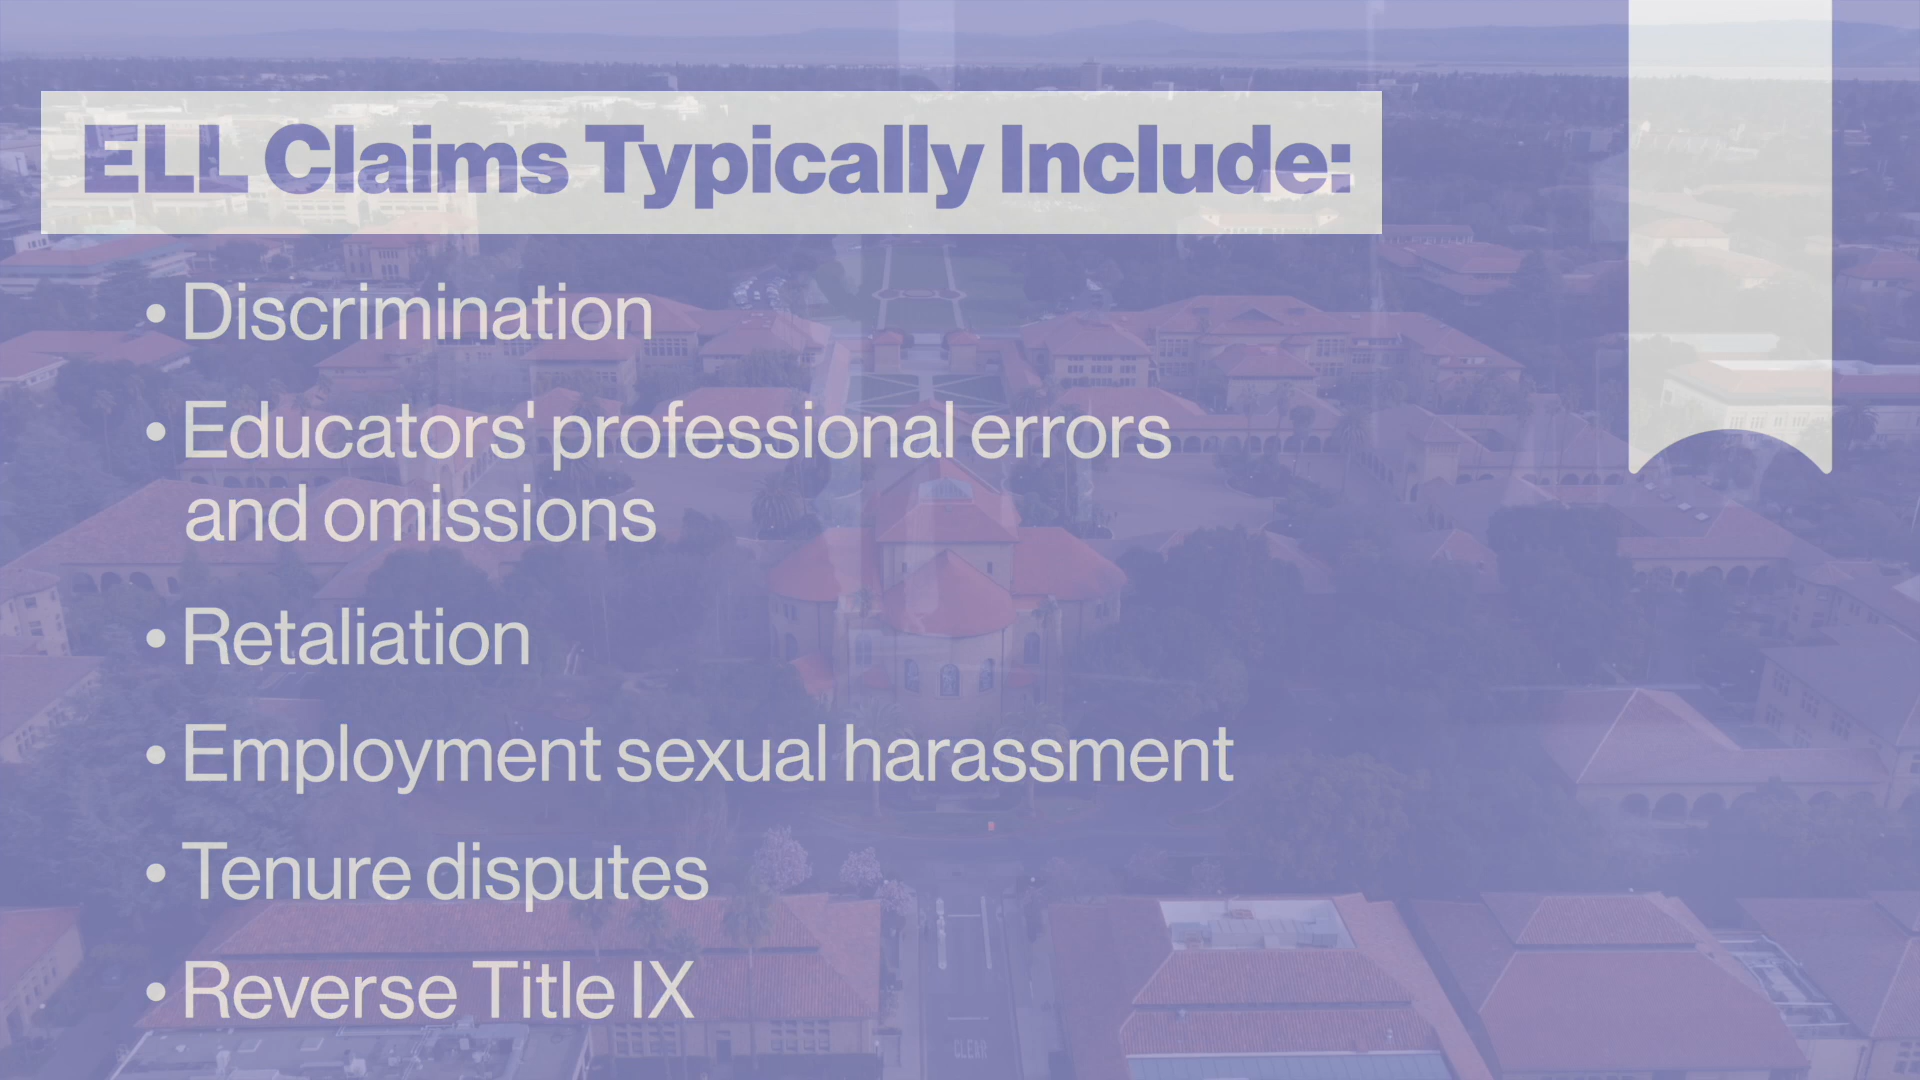 ELL Claims Typically Include:
• Discrimination
• Educators' professional errors
and omissions
• Retaliation
• Employment sexual harassment
• Tenure disputes
• Reverse Title IX
CLEAR